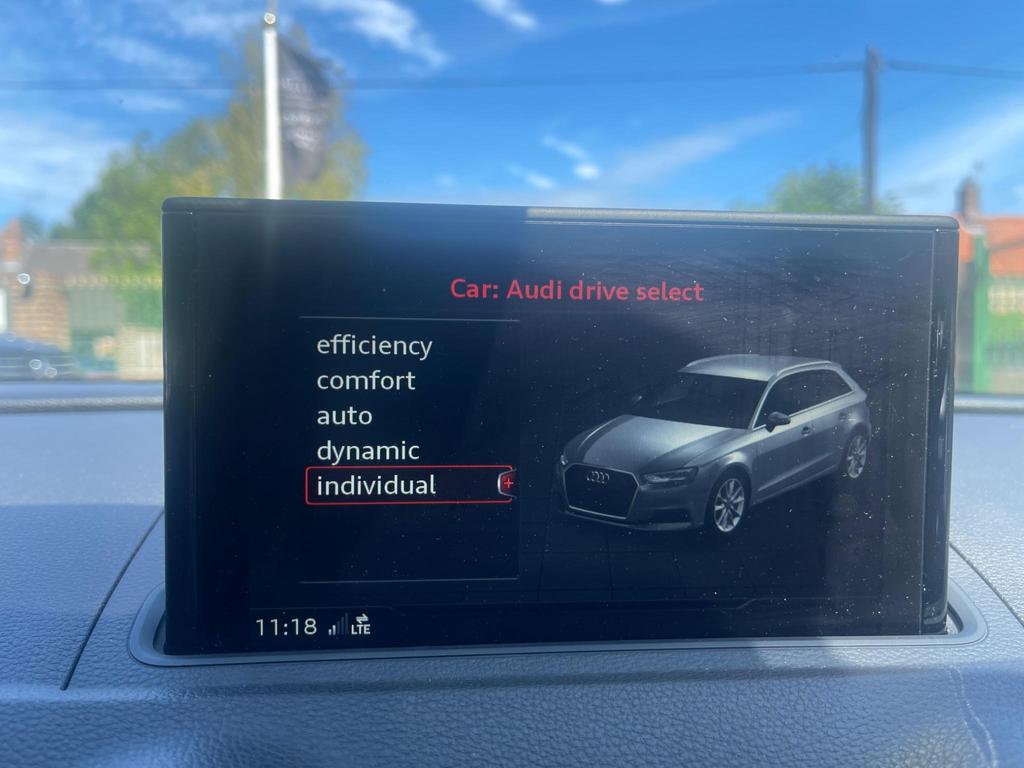 Car: Audi drive select
efficiency
comfort
auto
dynamic
individual
11:18 LTE